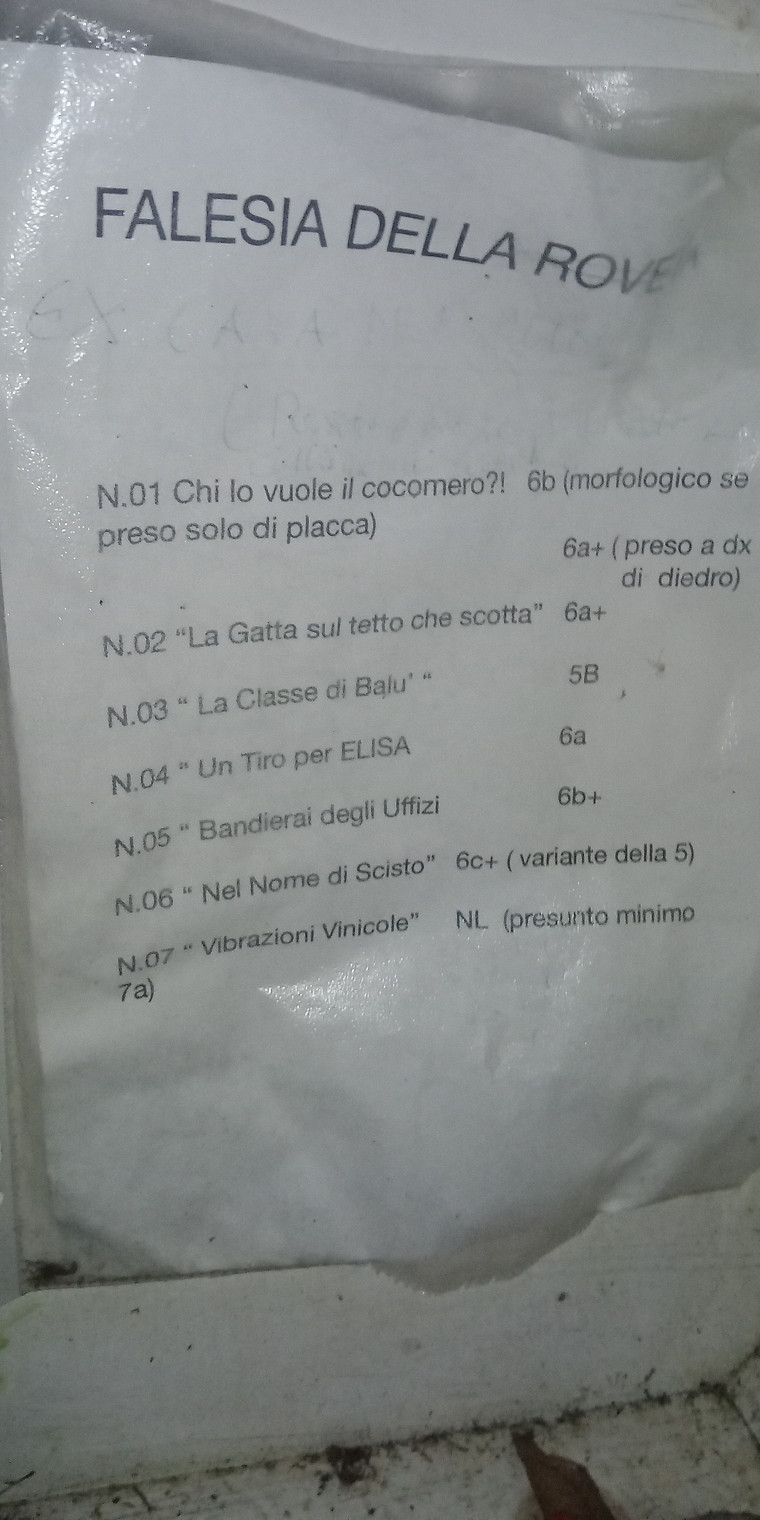 FALESIA DELLA ROVE
EX CASA
N.01 Chi lo vuole il cocomero?! 6b (morfologico se
preso solo di placca)
6a+ ( preso a dx
di diedro)
N.02 “La Gatta sul tetto che scotta” 6a+
N.03 “ La Classe di Balu’ “ 5B
N.04 “ Un Tiro per ELISA 6a
N.05 “ Bandierai degli Uffizi 6b+
N.06 “ Nel Nome di Scisto” 6c+ ( variante della 5)
N.07 “ Vibrazioni Vinicole” NL (presunto minimo
7a)